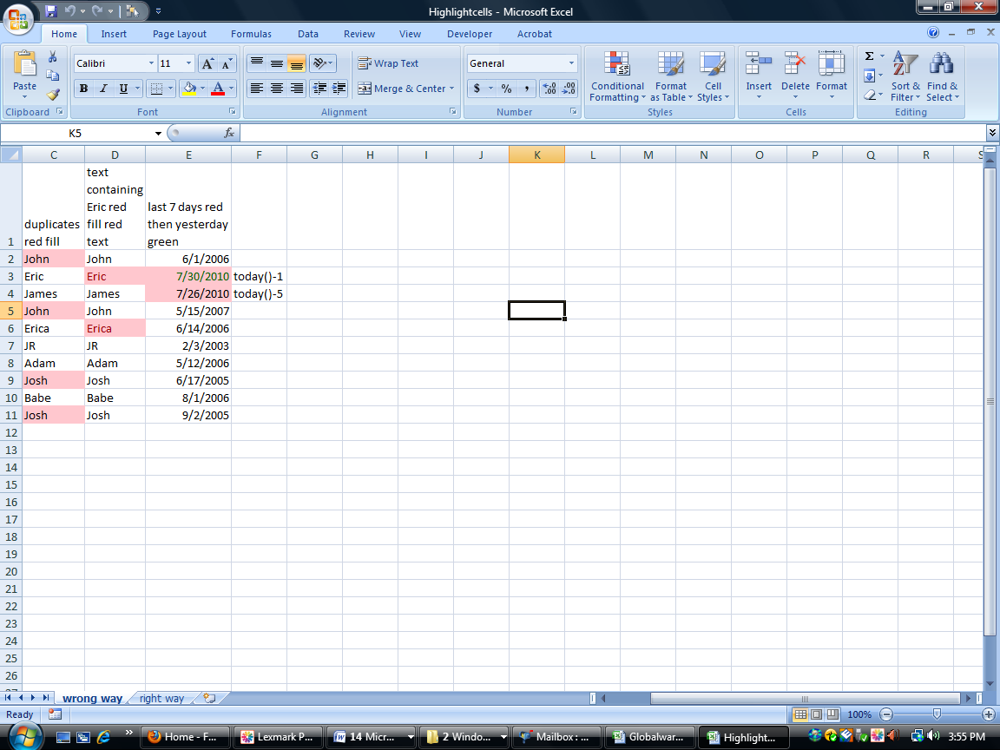 Highlightcells - Microsoft Excel
Home Insert Page Layout Formulas Data Review View Developer Acrobat
Paste Calibri 11 Wrap Text General Conditional Formatting Format as Table Cell Styles Insert Delete Format Sort & Filter Find & Select
B I U Merge & Center $ % , .00 .00
Clipboard Font Alignment Number Styles Cells Editing
K5 fx
C D E F G H I J K L M N O P Q R S
1 duplicates red fill text containing Eric red fill red text last 7 days red then yesterday green
2 John John 6/1/2006
3 Eric Eric 7/30/2010 today()-1
4 James James 7/26/2010 today()-5
5 John John 5/15/2007
6 Erica Erica 6/14/2006
7 JR JR 2/3/2003
8 Adam Adam 5/12/2006
9 Josh Josh 6/17/2005
10 Babe Babe 8/1/2006
11 Josh Josh 9/2/2005
12
13
14
15
16
17
18
19
20
21
22
23
24
25
26
wrong way right way
Ready 100%
Home - F... Lexmark P... 14 Micr... 2 Windo... Mailbox : ... Globalwar... Highlight... 3:55 PM